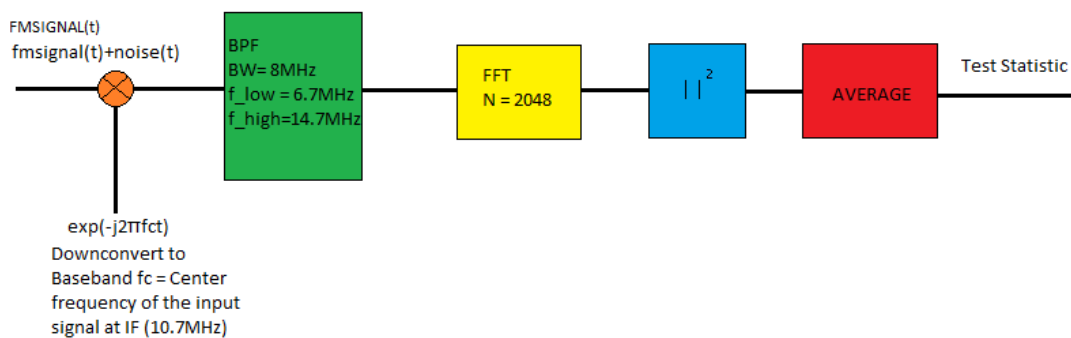 FMSIGNAL(t)
fmsignal(t)+noise(t)
exp(-j2πfct)
Downconvert to
Baseband fc = Center
frequency of the input
signal at IF (10.7MHz)
BPF
BW= 8MHz
f_low = 6.7MHz
f_high=14.7MHz
FFT
N = 2048
| | ²
AVERAGE
Test Statistic